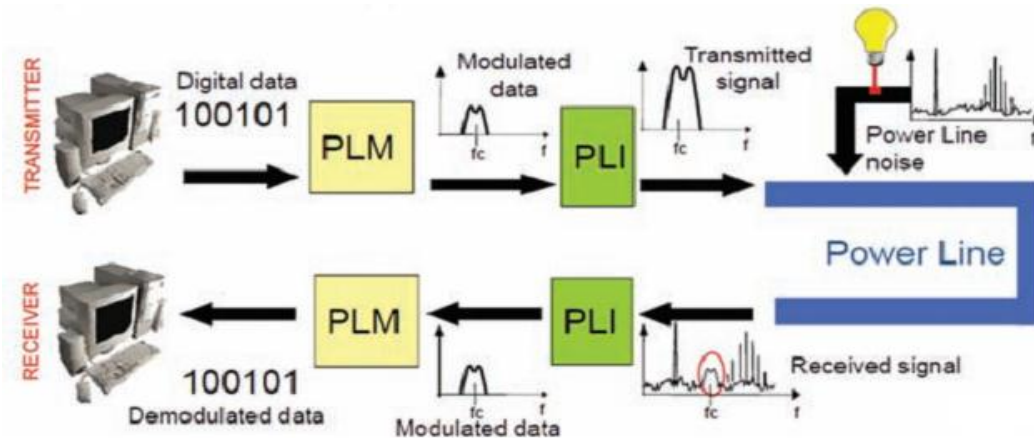 TRANSMITTER
Digital data
100101
PLM
Modulated
data
fc
f
PLI
Transmitted
signal
fc
f
Power Line
noise
f
Power Line
RECEIVER
100101
Demodulated data
PLM
fc
f
Modulated data
PLI
fc
f
Received signal